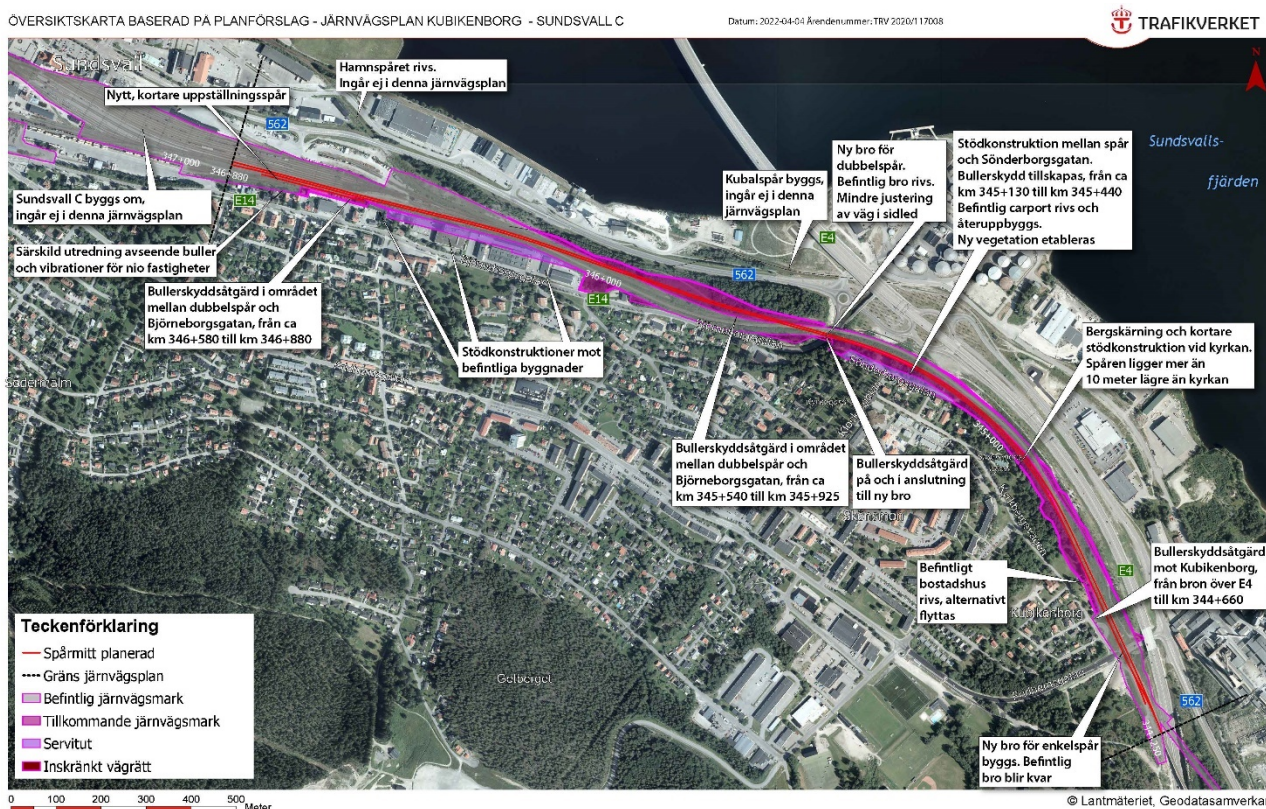 ÖVERSIKTSKARTA BASERAD PÅ PLANFÖRSLAG - JÄRNVÄGSPLAN KUBIKENBORG - SUNDSVALL C
Datum: 2022-04-04 Ärendenummer: TRV 2020/117008
TRAFIKVERKET
N
Sundsvall
Hamnspåret rivs.
Ingår ej i denna järnvägsplan
Nytt, kortare uppställningsspår
562
347+000
346+880
Sundsvall C byggs om,
ingår ej i denna järnvägsplan
E14
Särskild utredning avseende buller
och vibrationer för nio fastigheter
Bullerskyddsåtgärd i området
mellan dubbelspår och
Björneborgsgatan, från ca
km 346+580 till km 346+880
Stödkonstruktioner mot
befintliga byggnader
346+000
E14
Kubalspår byggs,
ingår ej i denna
järnvägsplan
E4
562
Ny bro för
dubbelspår.
Befintlig bro rivs.
Mindre justering
av väg i sidled
Stödkonstruktion mellan spår
och Sönderborgsgatan.
Bullerskydd tillskapas, från ca
km 345+130 till km 345+440
Befintlig carport rivs och
återuppbyggs.
Ny vegetation etableras
Sundsvalls-
fjärden
Bergskärning och kortare
stödkonstruktion vid kyrkan.
Spåren ligger mer än
10 meter lägre än kyrkan
Södermalm
Bullerskyddsåtgärd i området
mellan dubbelspår och
Björneborgsgatan, från ca
km 345+540 till km 345+925
Bullerskyddsåtgärd
på och i anslutning
till ny bro
345+000
Skönsmon
Befintligt
bostadshus
rivs, alternativt
flyttas
Kubikenborg
E4
Bullerskyddsåtgärd
mot Kubikenborg,
från bron över E4
till km 344+660
562
Ny bro för enkelspår
byggs. Befintlig
bro blir kvar
Teckenförklaring
Spårmitt planerad
Gräns järnvägsplan
Befintlig järnvägsmark
Tillkommande järnvägsmark
Servitut
Inskränkt vägrätt
0 100 200 300 400 500 Meter
© Lantmäteriet, Geodatasamverka